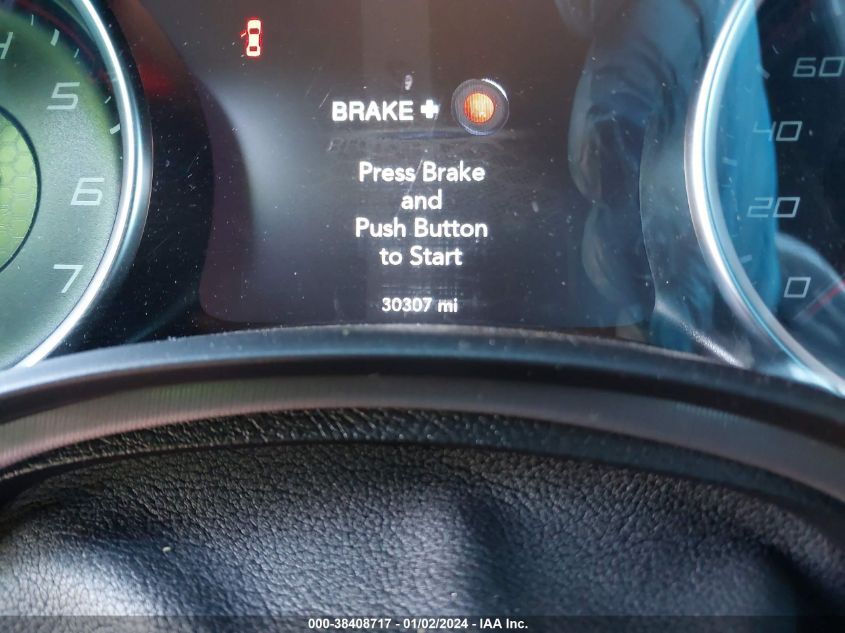 4
5
6
7
BRAKE +
Press Brake
and
Push Button
to Start
30307 mi
60
40
20
0
000-38408717 - 01/02/2024 - IAA Inc.